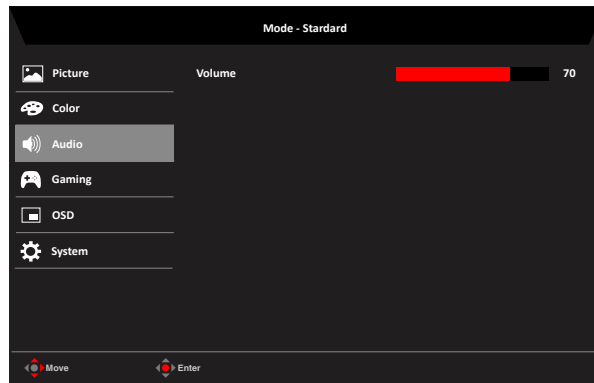 Mode - Stardard
Picture
Volume
70
Color
Audio
Gaming
OSD
System
Move
Enter